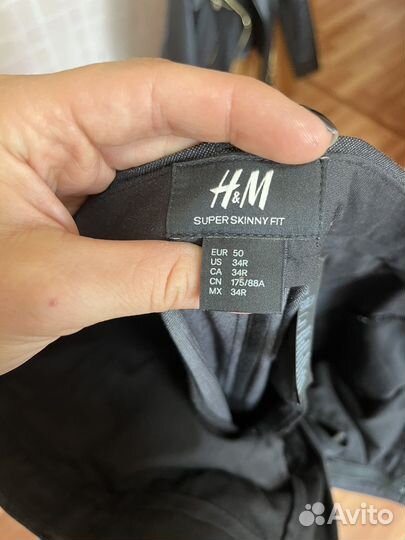 H&M
SUPER SKINNY FIT
EUR 50
US 34R
CA 34R
CN 175/88A
MX 34R
Avito